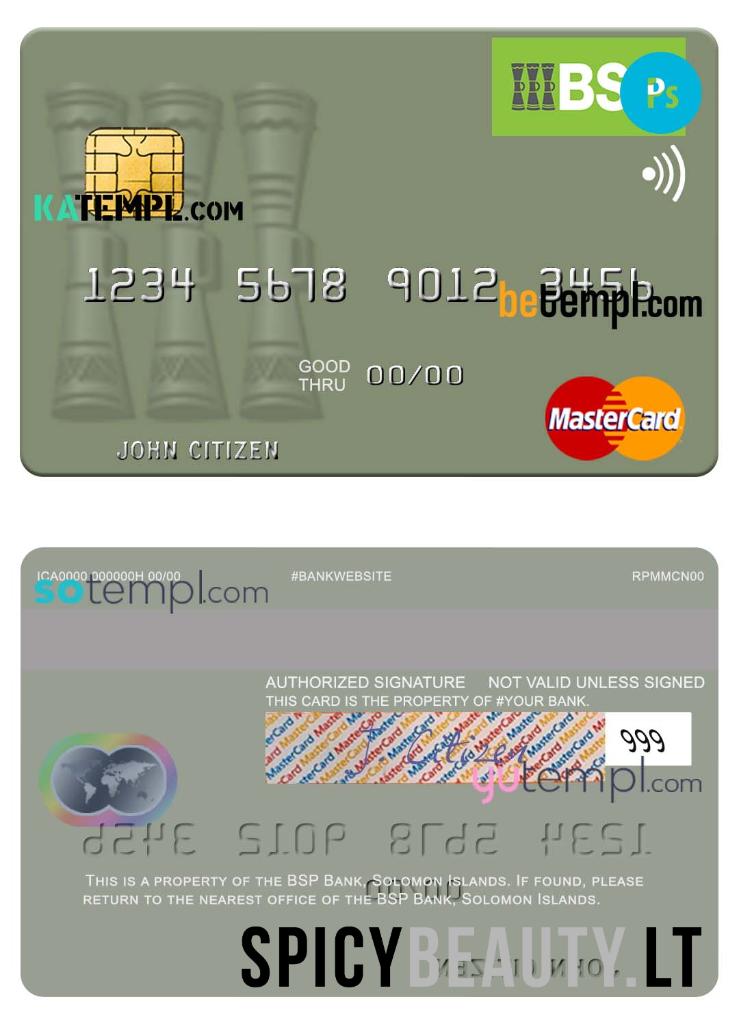 BSP
Ps
KATEMPL.COM
1234 5678 9012 3456
betempl.com
GOOD THRU 00/00
MasterCard
JOHN CITIZEN
ICA0000 000000H 00/00 #BANKWEBSITE RPMMCN00
sotempl.com
AUTHORIZED SIGNATURE NOT VALID UNLESS SIGNED
THIS CARD IS THE PROPERTY OF #YOUR BANK.
J. Citizen 999
yutempl.com
THIS IS A PROPERTY OF THE BSP BANK, SOLOMON ISLANDS. IF FOUND, PLEASE
RETURN TO THE NEAREST OFFICE OF THE BSP BANK, SOLOMON ISLANDS.
SPICYBEAUTY.LT